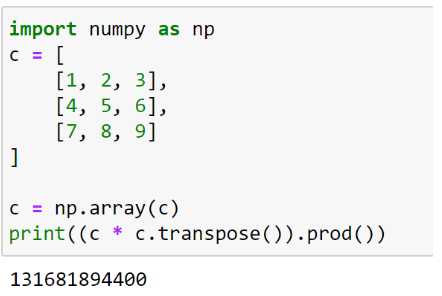 import numpy as np
c = [
    [1, 2, 3],
    [4, 5, 6],
    [7, 8, 9]
]

c = np.array(c)
print((c * c.transpose()).prod())
131681894400